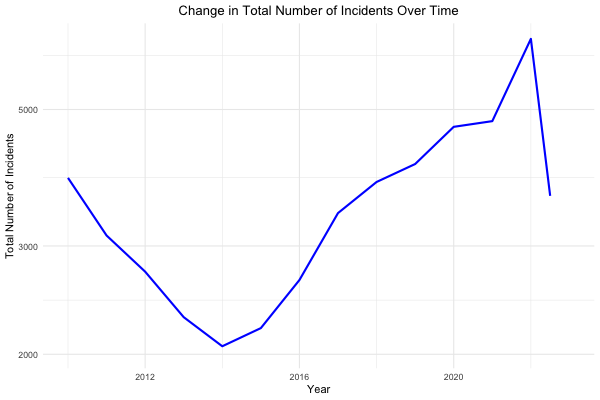 Change in Total Number of Incidents Over Time
Total Number of Incidents
5000
3000
2000
2012
2016
2020
Year